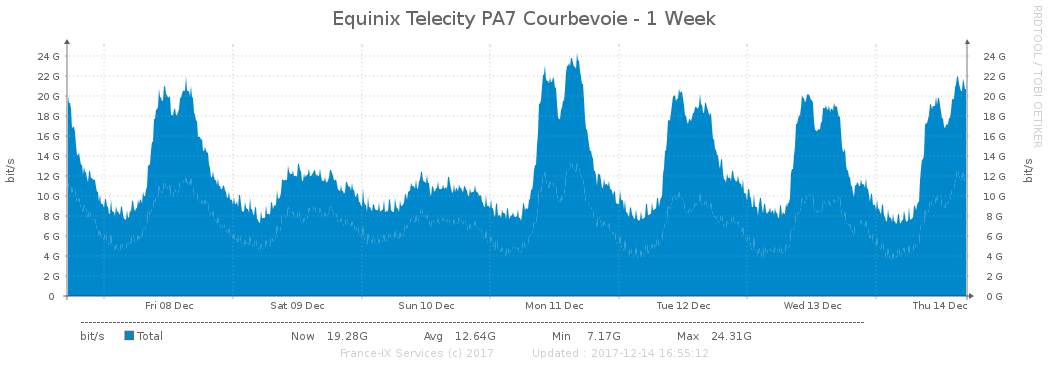 Equinix Telecity PA7 Courbevoie - 1 Week
RRDTOOL / TOBI OETIKER
bit/s
24 G 24 G
22 G 22 G
20 G 20 G
18 G 18 G
16 G 16 G
14 G 14 G
12 G 12 G
10 G 10 G
8 G 8 G
6 G 6 G
4 G 4 G
2 G 2 G
0 0 G
bit/s
Fri 08 Dec Sat 09 Dec Sun 10 Dec Mon 11 Dec Tue 12 Dec Wed 13 Dec Thu 14 Dec
bit/s Total Now 19.28G Avg 12.64G Min 7.17G Max 24.31G
France-IX Services (c) 2017 Updated : 2017-12-14 16:55:12